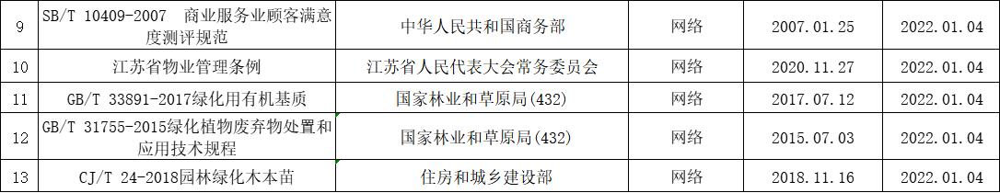 9 SB/T 10409-2007 商业服务业顾客满意度测评规范 中华人民共和国商务部 网络 2007.01.25 2022.01.04
10 江苏省物业管理条例 江苏省人民代表大会常务委员会 网络 2020.11.27 2022.01.04
11 GB/T 33891-2017绿化用有机基质 国家林业和草原局(432) 网络 2017.07.12 2022.01.04
12 GB/T 31755-2015绿化植物废弃物处置和应用技术规程 国家林业和草原局(432) 网络 2015.07.03 2022.01.04
13 CJ/T 24-2018园林绿化木本苗 住房和城乡建设部 网络 2018.11.16 2022.01.04